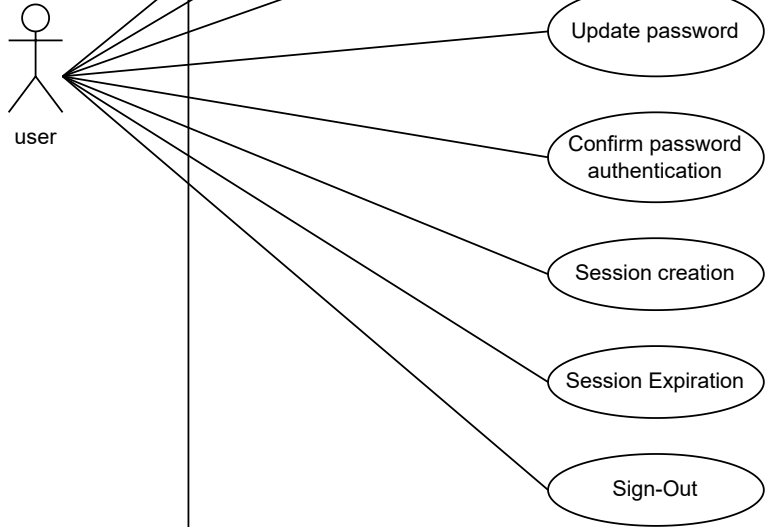 Update password
user
Confirm password
authentication
Session creation
Session Expiration
Sign-Out